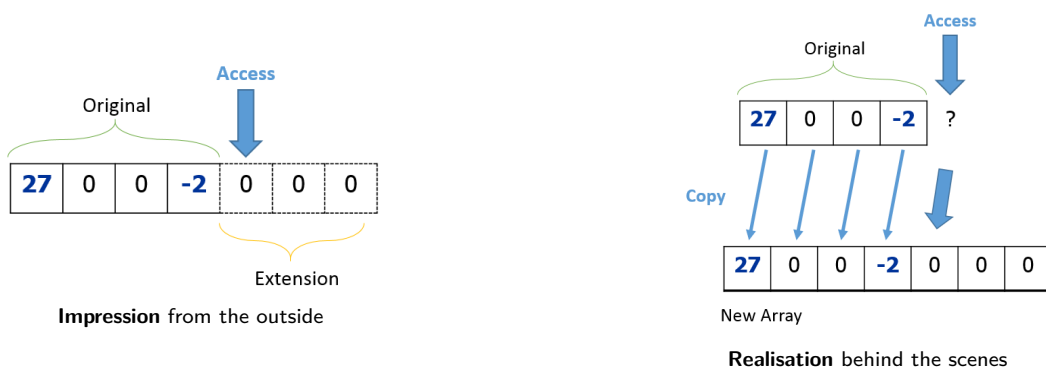 Access
Original
27 0 0 -2 0 0 0
Extension
Impression from the outside
Access
Original
27 0 0 -2 ?
Copy
27 0 0 -2 0 0 0
New Array
Realisation behind the scenes